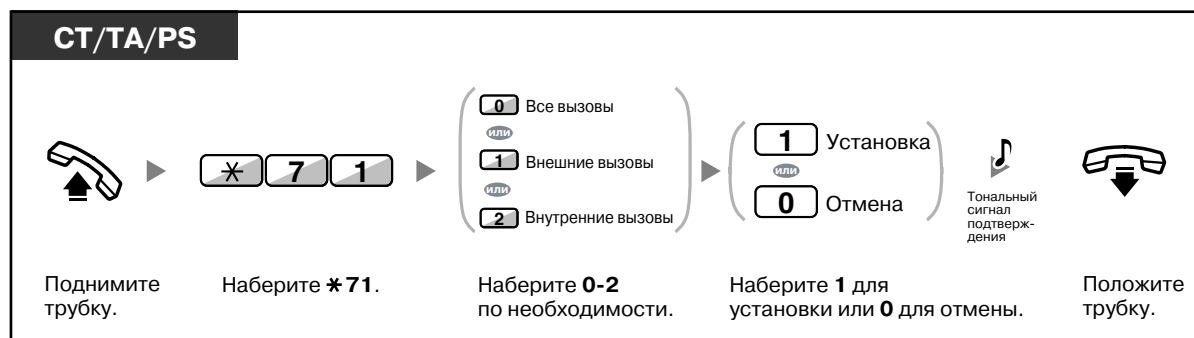 CT/TA/PS
✳ 7 1
0 Все вызовы
или
1 Внешние вызовы
или
2 Внутренние вызовы
1 Установка
или
0 Отмена
Тональный
сигнал
подтверж-
дения
Поднимите
трубку.
Наберите ✳71.
Наберите 0-2
по необходимости.
Наберите 1 для
установки или 0 для отмены.
Положите
трубку.